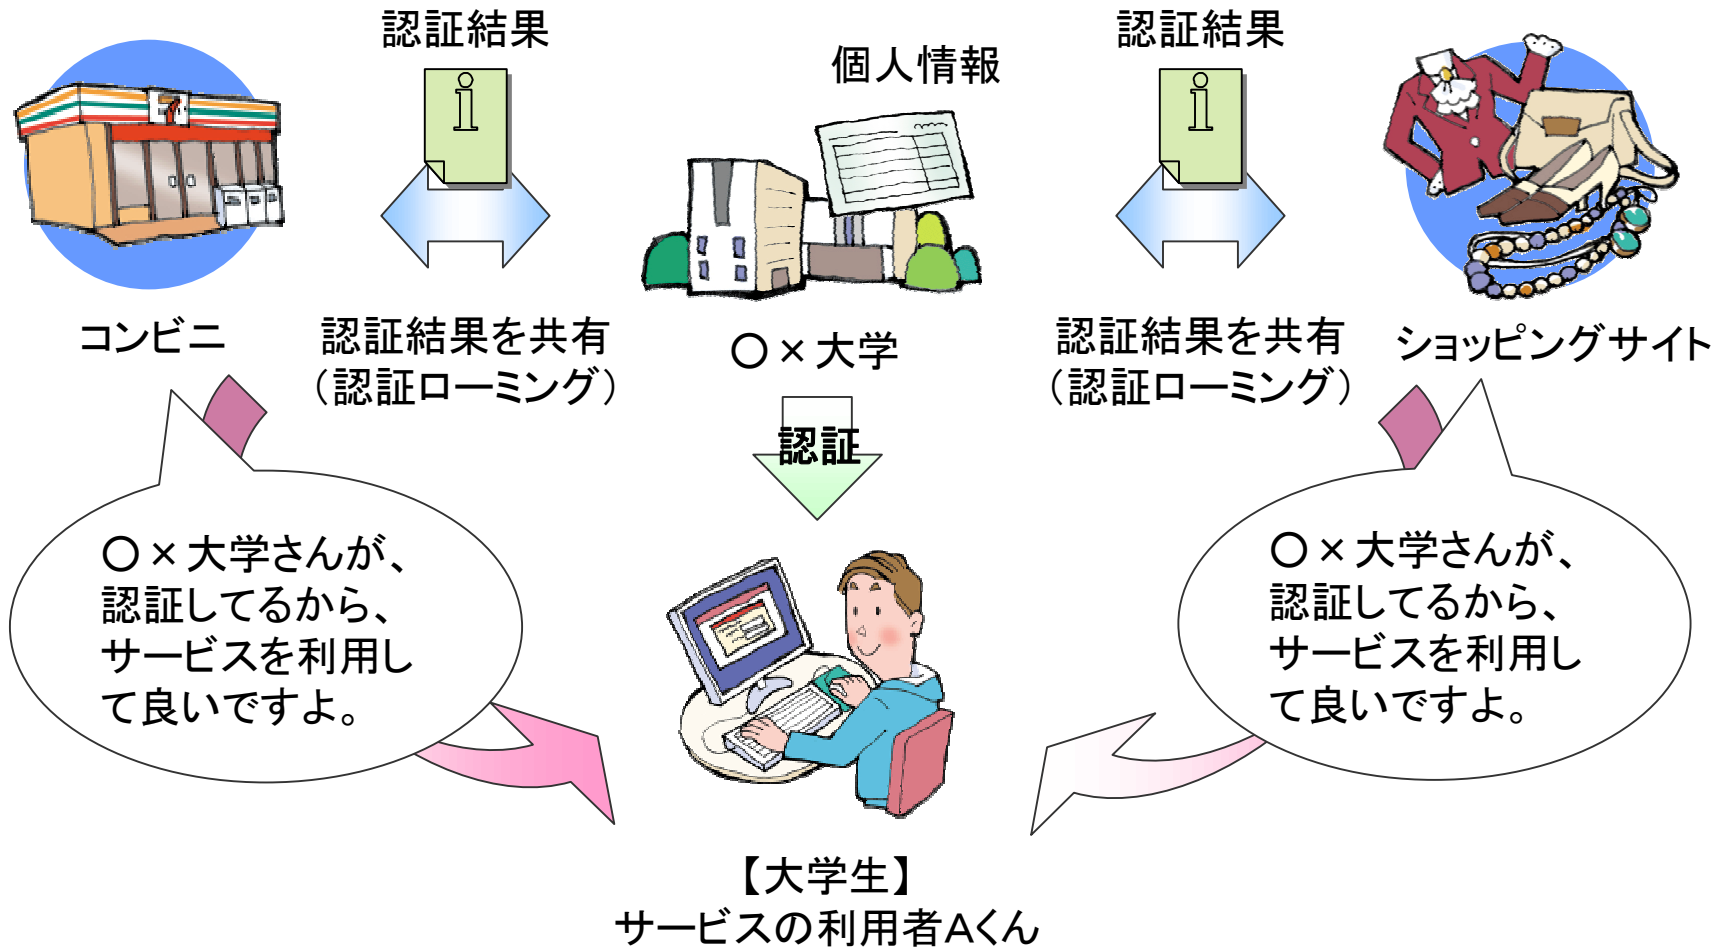 認証結果
個人情報
認証結果
コンビニ
認証結果を共有
(認証ローミング)
〇×大学
認証結果を共有
(認証ローミング)
ショッピングサイト
認証
〇×大学さんが、
認証してるから、
サービスを利用し
て良いですよ。
〇×大学さんが、
認証してるから、
サービスを利用し
て良いですよ。
【大学生】
サービスの利用者Aくん